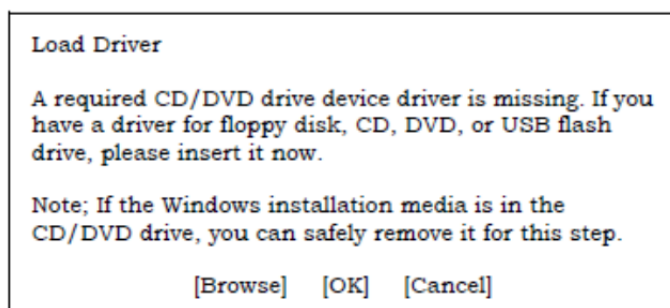 Load Driver
A required CD/DVD drive device driver is missing. If you
have a driver for floppy disk, CD, DVD, or USB flash
drive, please insert it now.
Note; If the Windows installation media is in the
CD/DVD drive, you can safely remove it for this step.
[Browse] [OK] [Cancel]